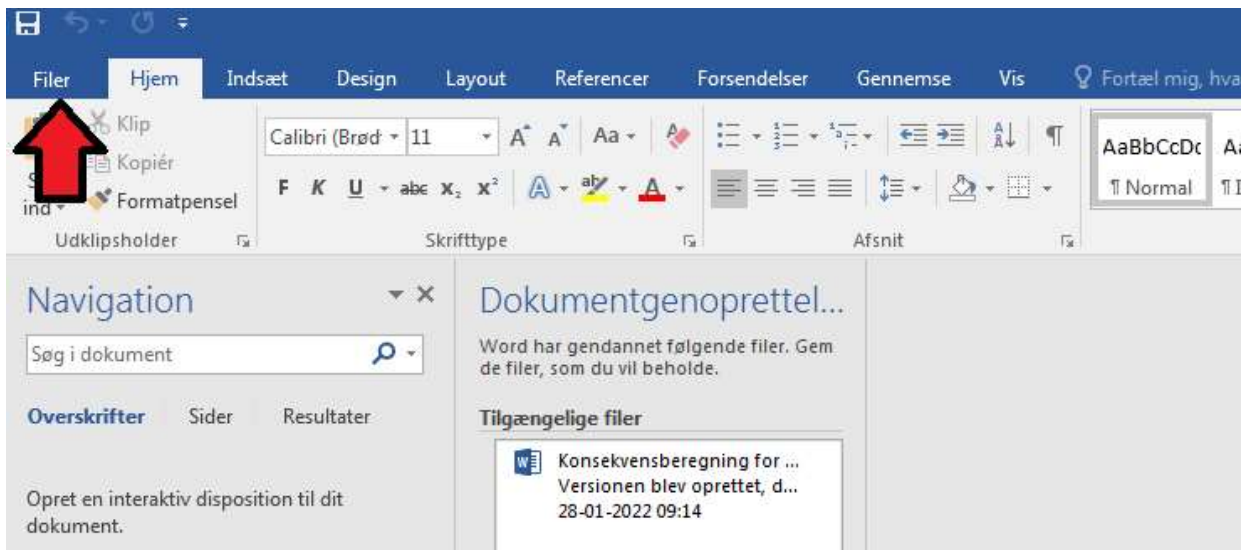 Filer Hjem Indsæt Design Layout Referencer Forsendelser Gennemse Vis Fortæl mig, hva
Klip
Kopiér
ind
Formatpensel
Udklipsholder
Calibri (Brød 11 A A Aa
F K U abc X₂ X² A aby A
Skrifttype
Afsnit
AaBbCcDc
¶ Normal
Navigation
Søg i dokument
Overskrifter Sider Resultater
Opret en interaktiv disposition til dit
dokument.
Dokumentgenoprettel...
Word har gendannet følgende filer. Gem
de filer, som du vil beholde.
Tilgængelige filer
Konsekvensberegning for ...
Versionen blev oprettet, d...
28-01-2022 09:14